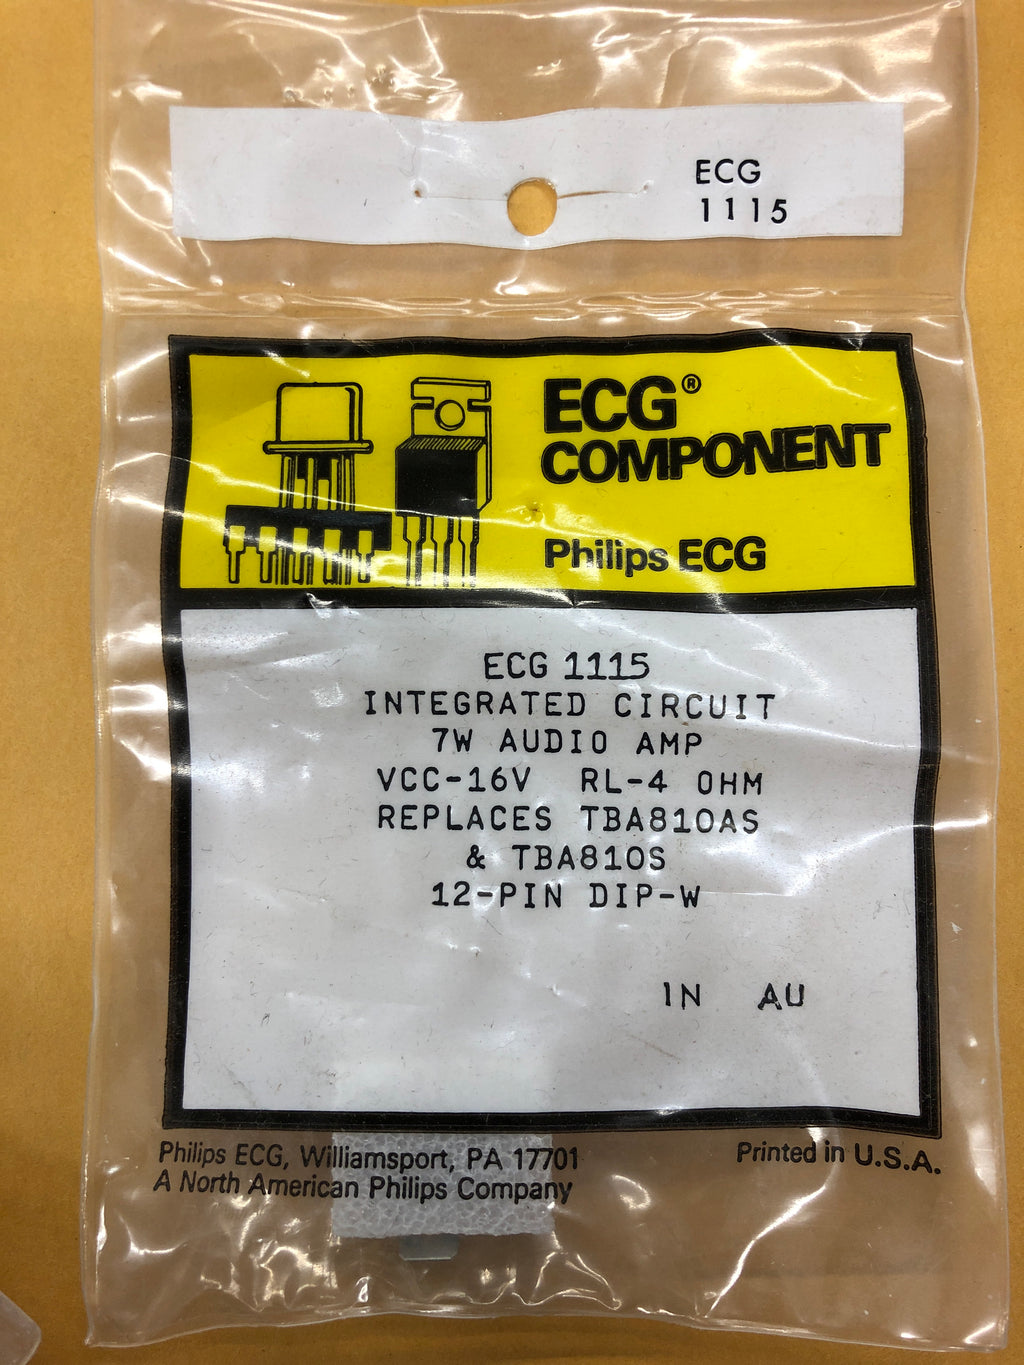 ECG
1115
ECG®
COMPONENT
Philips ECG
ECG 1115
INTEGRATED CIRCUIT
7W AUDIO AMP
VCC-16V RL-4 OHM
REPLACES TBA810AS
& TBA810S
12-PIN DIP-W
IN AU
Philips ECG, Williamsport, PA 17701
A North American Philips Company
Printed in U.S.A.